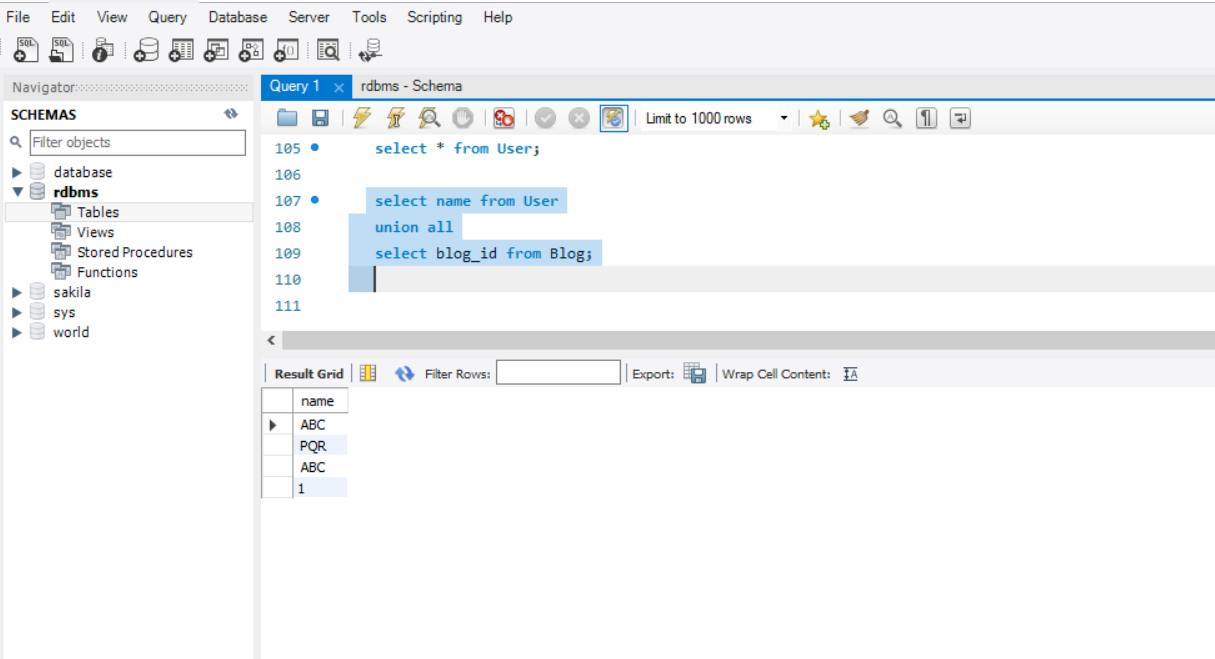 File Edit View Query Database Server Tools Scripting Help
SQL SQL
Navigator
SCHEMAS
Filter objects
database
rdbms
Tables
Views
Stored Procedures
Functions
sakila
sys
world
Query 1 × rdbms - Schema
Limit to 1000 rows
105 select * from User;
106
107 select name from User
108 union all
109 select blog_id from Blog;
110
111
Result Grid Filter Rows: Export: Wrap Cell Content: IA
name
ABC
PQR
ABC
1